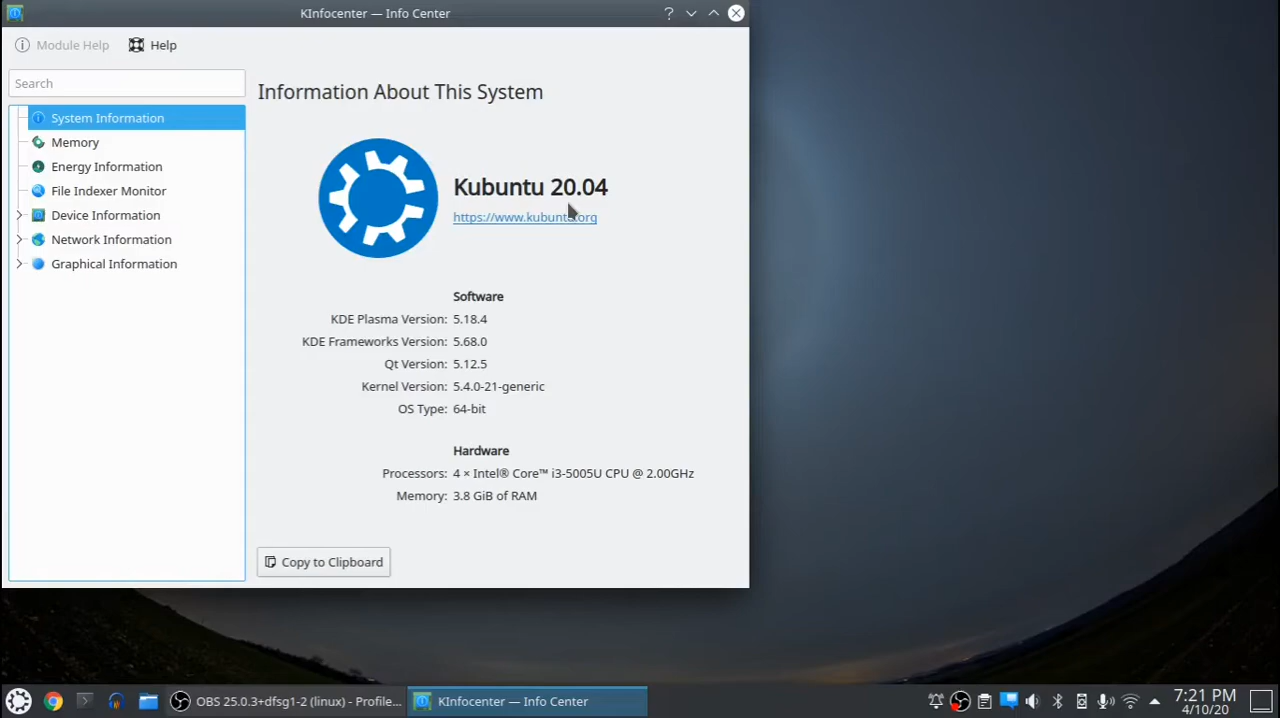 KInfocenter — Info Center
?
Module Help
Help
Search
Information About This System
System Information
Memory
Energy Information
File Indexer Monitor
Device Information
Network Information
Graphical Information
Kubuntu 20.04
https://www.kubuntu.org
Software
KDE Plasma Version: 5.18.4
KDE Frameworks Version: 5.68.0
Qt Version: 5.12.5
Kernel Version: 5.4.0-21-generic
OS Type: 64-bit
Hardware
Processors: 4 × Intel® Core™ i3-5005U CPU @ 2.00GHz
Memory: 3.8 GiB of RAM
Copy to Clipboard
OBS 25.0.3+dfsg1-2 (linux) - Profile...
KInfocenter — Info Center
7:21 PM
4/10/20